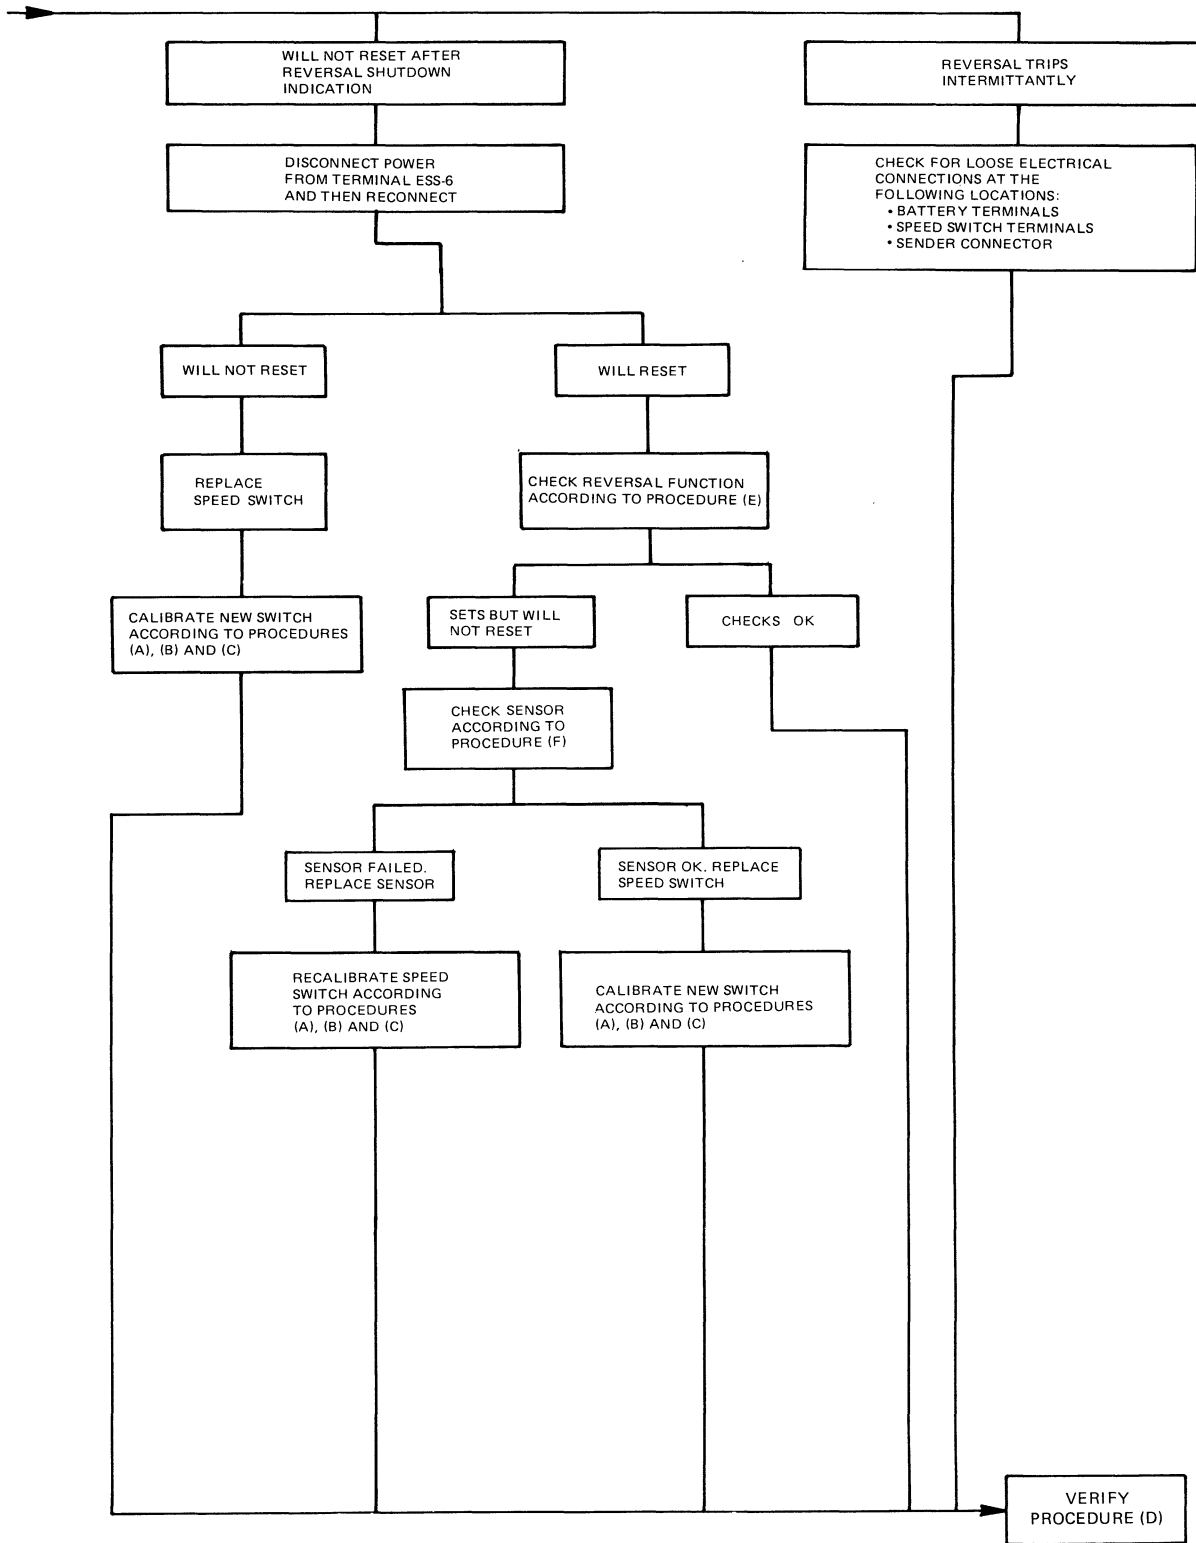 WILL NOT RESET AFTER
REVERSAL SHUTDOWN
INDICATION
REVERSAL TRIPS
INTERMITTANTLY
DISCONNECT POWER
FROM TERMINAL ESS-6
AND THEN RECONNECT
CHECK FOR LOOSE ELECTRICAL
CONNECTIONS AT THE
FOLLOWING LOCATIONS:
• BATTERY TERMINALS
• SPEED SWITCH TERMINALS
• SENDER CONNECTOR
WILL NOT RESET
WILL RESET
REPLACE
SPEED SWITCH
CHECK REVERSAL FUNCTION
ACCORDING TO PROCEDURE (E)
CALIBRATE NEW SWITCH
ACCORDING TO PROCEDURES
(A), (B) AND (C)
SETS BUT WILL
NOT RESET
CHECKS OK
CHECK SENSOR
ACCORDING TO
PROCEDURE (F)
SENSOR FAILED.
REPLACE SENSOR
SENSOR OK. REPLACE
SPEED SWITCH
RECALIBRATE SPEED
SWITCH ACCORDING
TO PROCEDURES
(A), (B) AND (C)
CALIBRATE NEW SWITCH
ACCORDING TO PROCEDURES
(A), (B) AND (C)
VERIFY
PROCEDURE (D)